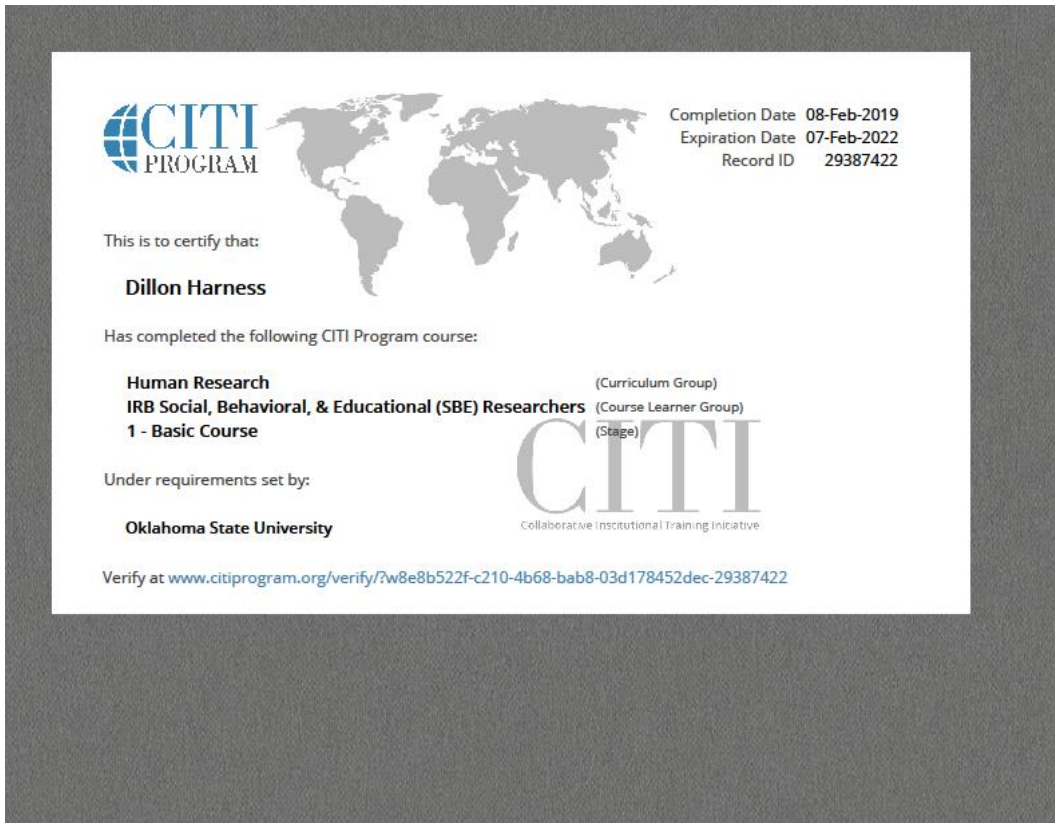 CITI
PROGRAM
Completion Date 08-Feb-2019
Expiration Date 07-Feb-2022
Record ID 29387422
This is to certify that:
Dillon Harness
Has completed the following CITI Program course:
Human Research (Curriculum Group)
IRB Social, Behavioral, & Educational (SBE) Researchers (Course Learner Group)
1 - Basic Course (Stage)
CITI
Collaborative Institutional Training Initiative
Under requirements set by:
Oklahoma State University
Verify at www.citiprogram.org/verify/?w8e8b522f-c210-4b68-bab8-03d178452dec-29387422